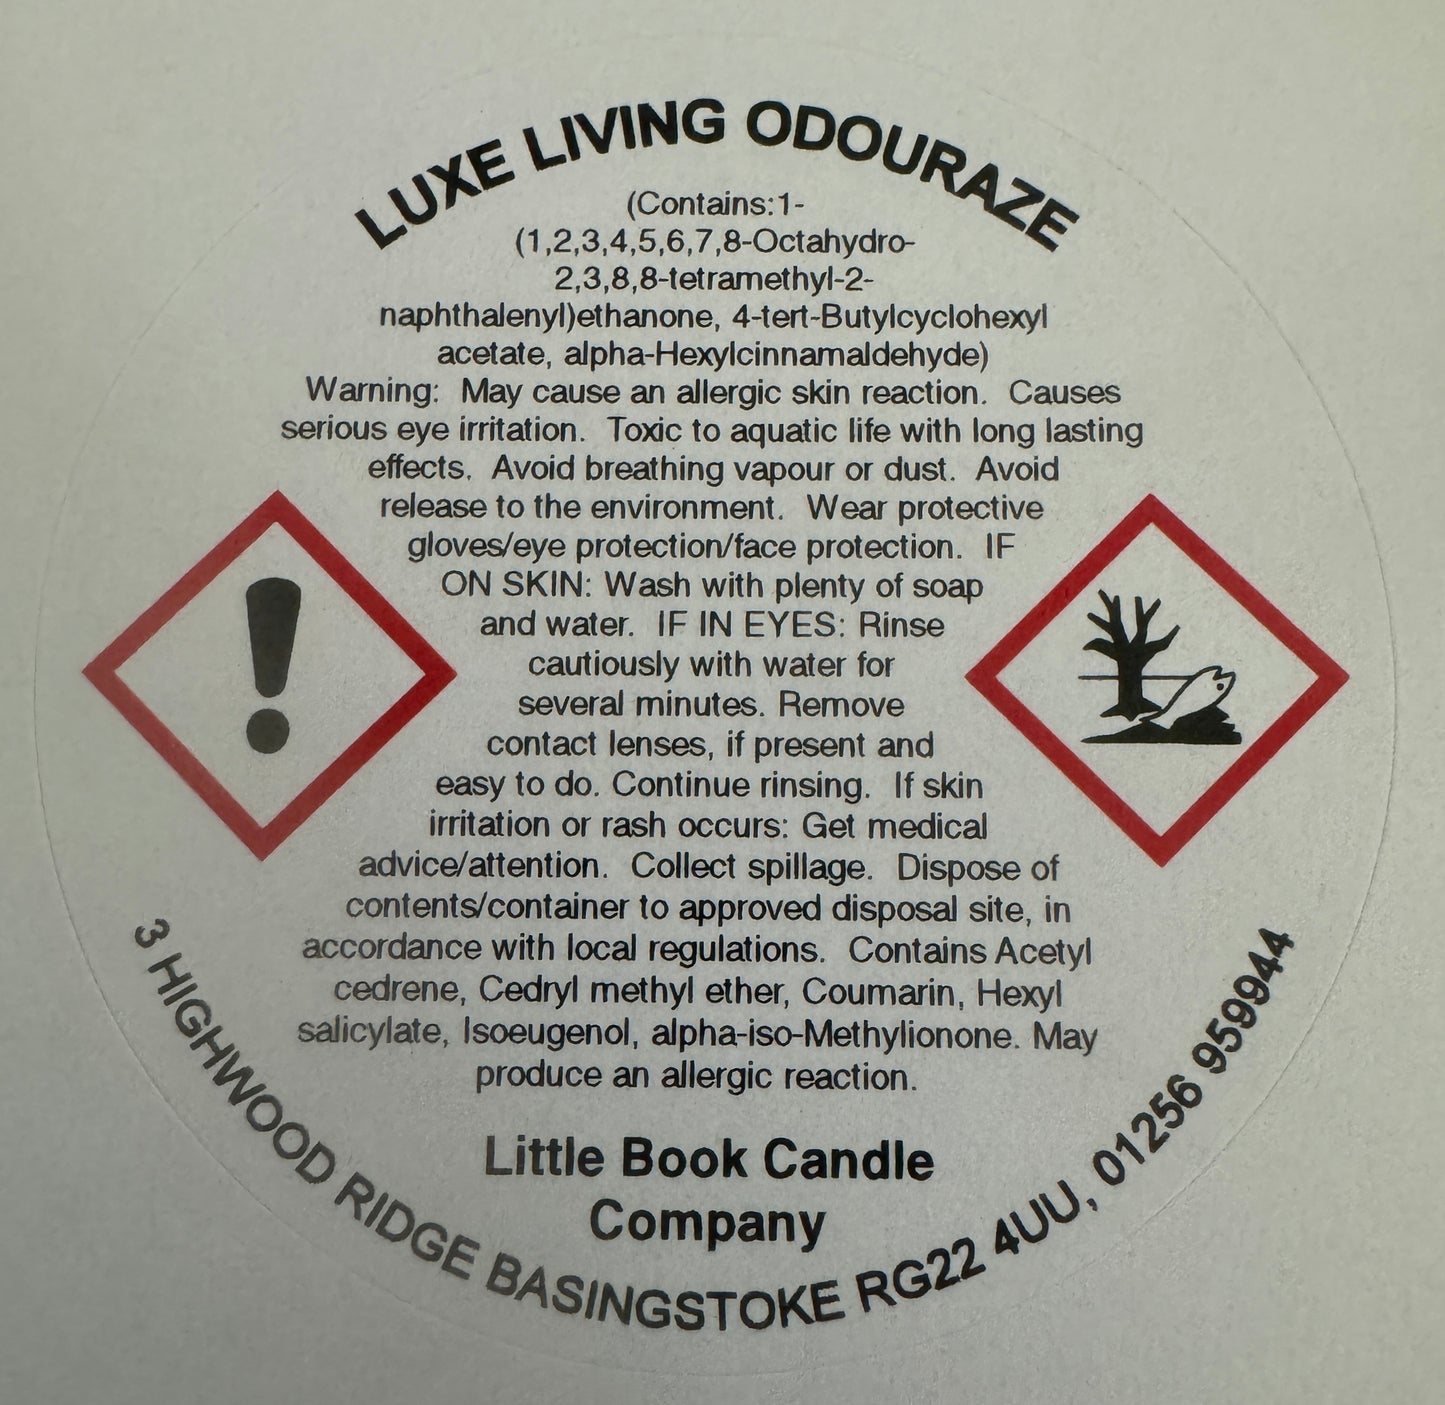 LUXE LIVING ODOURAZE
(Contains:1-
(1,2,3,4,5,6,7,8-Octahydro-
2,3,8,8-tetramethyl-2-
naphthalenyl)ethanone, 4-tert-Butylcyclohexyl
acetate, alpha-Hexylcinnamaldehyde)
Warning: May cause an allergic skin reaction. Causes
serious eye irritation. Toxic to aquatic life with long lasting
effects. Avoid breathing vapour or dust. Avoid
release to the environment. Wear protective
gloves/eye protection/face protection. IF
ON SKIN: Wash with plenty of soap
and water. IF IN EYES: Rinse
cautiously with water for
several minutes. Remove
contact lenses, if present and
easy to do. Continue rinsing. If skin
irritation or rash occurs: Get medical
advice/attention. Collect spillage. Dispose of
contents/container to approved disposal site, in
accordance with local regulations. Contains Acetyl
cedrene, Cedryl methyl ether, Coumarin, Hexyl
salicylate, Isoeugenol, alpha-iso-Methylionone. May
produce an allergic reaction.
Little Book Candle
Company
3 HIGHWOOD RIDGE BASINGSTOKE RG22 4UU, 01256 959944